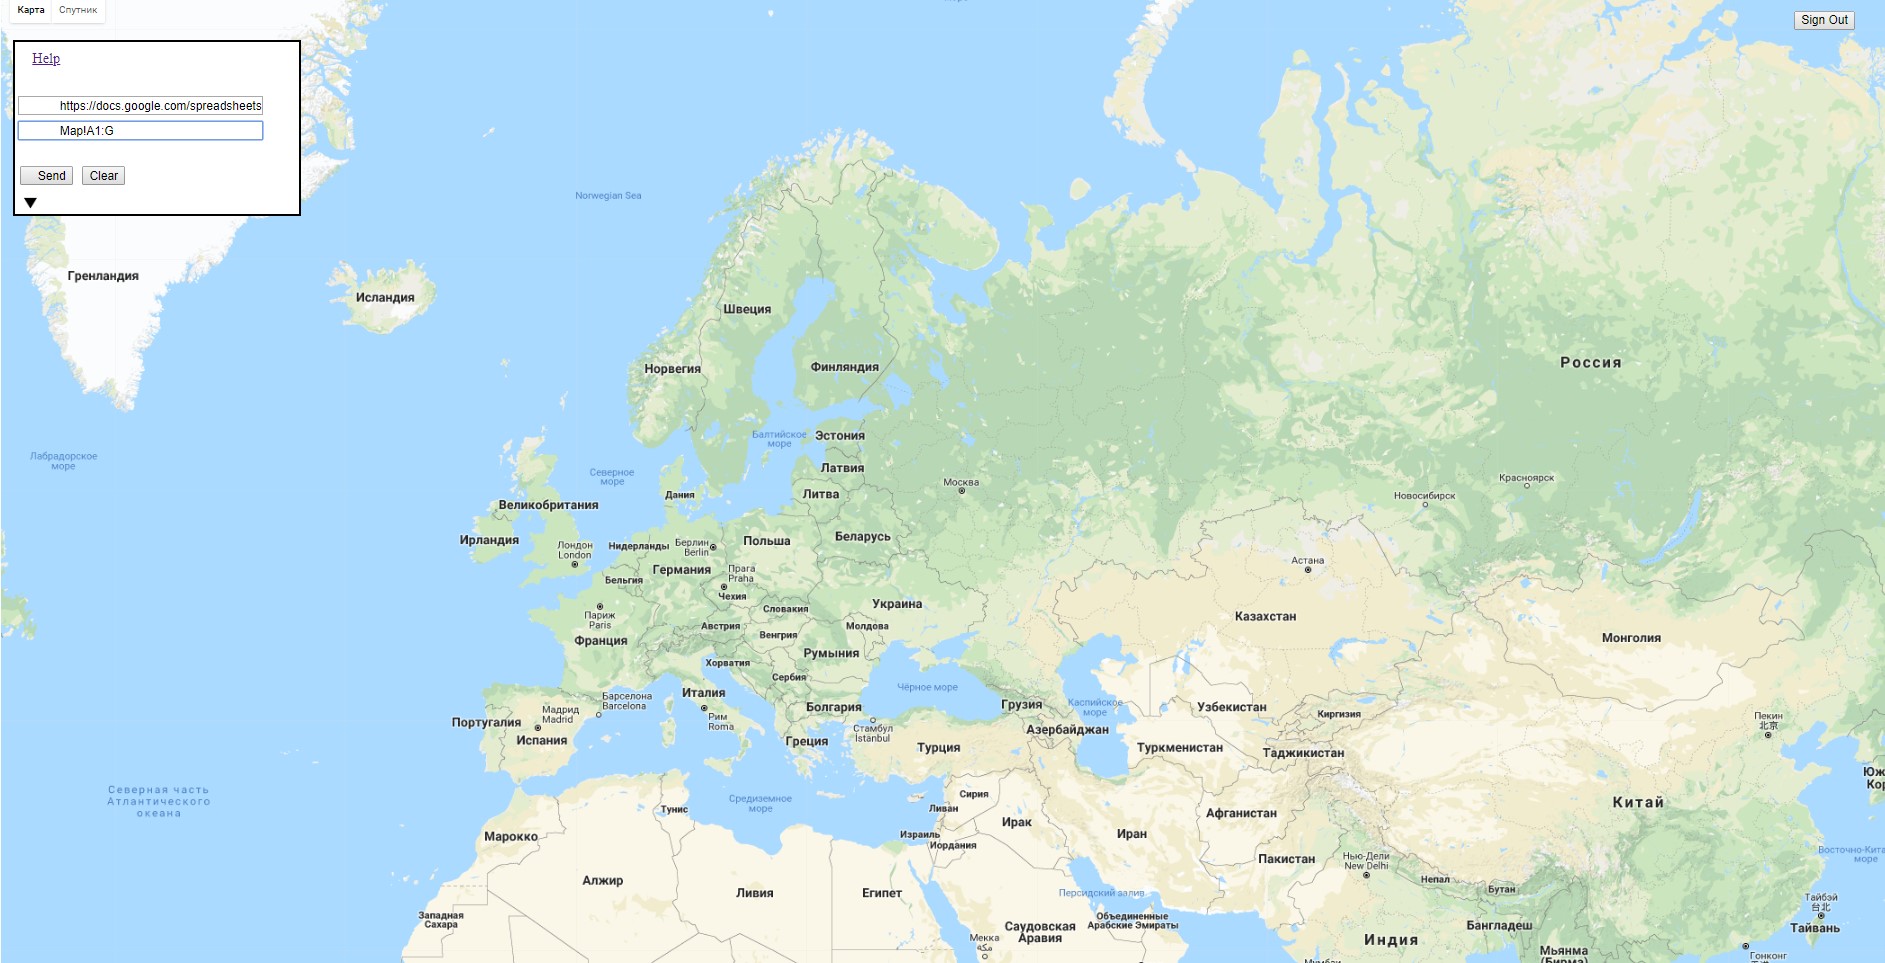 Карта
Спутник
Sign Out
Help
https://docs.google.com/spreadsheets
Map!A1:G
Send
Clear
Norwegian Sea
Гренландия
Исландия
Швеция
Норвегия
Финляндия
Россия
Балтийское
море
Эстония
Лабрадорское
море
Северное
море
Латвия
Дания
Литва
Москва
Красноярск
Новосибирск
Великобритания
Ирландия
Лондон
London
Нидерланды
Берлин
Berlin
Польша
Беларусь
Бельгия
Германия
Прага
Praha
Чехия
Астана
Париж
Paris
Словакия
Украина
Казахстан
Франция
Австрия
Венгрия
Молдова
Монголия
Хорватия
Румыния
Сербия
Чёрное море
Барселона
Barcelona
Италия
Рим
Roma
Болгария
Грузия
Каспийское
море
Узбекистан
Киргизия
Португалия
Мадрид
Madrid
Испания
Стамбул
İstanbul
Азербайджан
Пекин
北京
Греция
Турция
Туркменистан
Таджикистан
Северная часть
Атлантического
океана
Тунис
Средиземное
море
Сирия
Ливан
Ирак
Иран
Афганистан
Китай
Юж
Кор
Марокко
Израиль
Иордания
Пакистан
Нью-Дели
New Delhi
Восточно-Кита
море
Алжир
Ливия
Египет
Персидский залив
Непал
Бутан
Западная
Сахара
Мекка
مكة
Саудовская
Аравия
Объединенные
Арабские Эмираты
Индия
Бангладеш
Тайбэй
台北
Тайвань
Мумбаи
Мьянма
(Бирма)
Гонконг